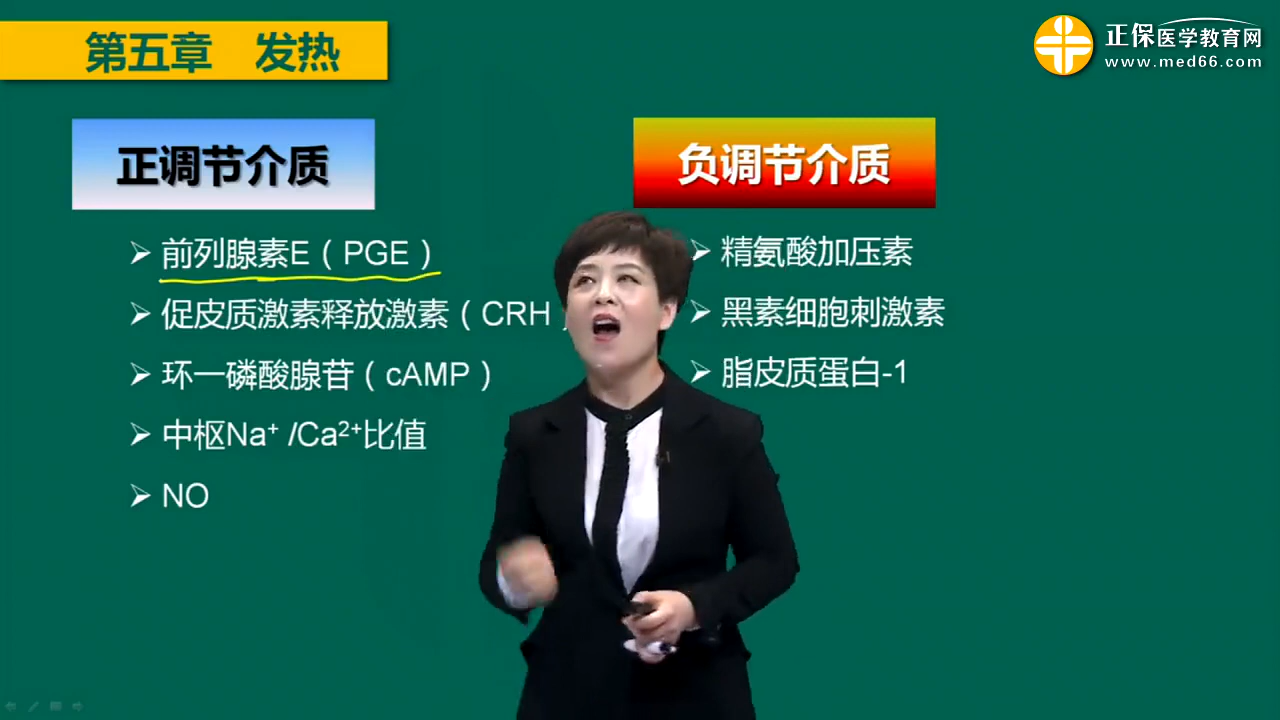 第五章 发热
正保医学教育网
www.med66.com
正调节介质
前列腺素E（PGE）
促皮质激素释放激素（CRH）
环一磷酸腺苷（cAMP）
中枢Na⁺ /Ca²⁺比值
NO
负调节介质
精氨酸加压素
黑素细胞刺激素
脂皮质蛋白-1